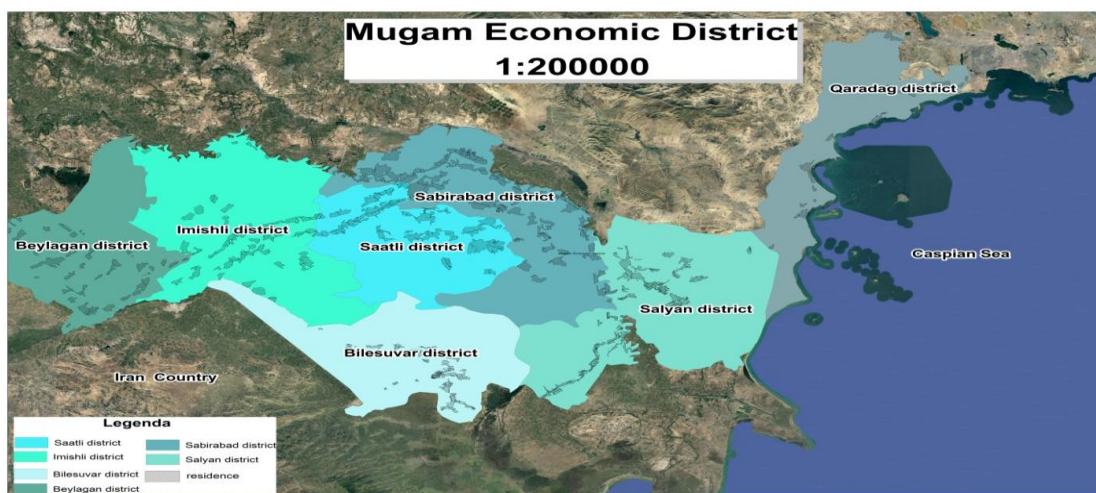 Mugam Economic District
1:200000
Qaradag district
Sabirabad district
Imishli district
Beylagan district
Saatli district
Caspian Sea
Salyan district
Bilesuvar district
Iran Country
Legenda
Saatli district
Imishli district
Bilesuvar district
Beylagan district
Sabirabad district
Salyan district
residence